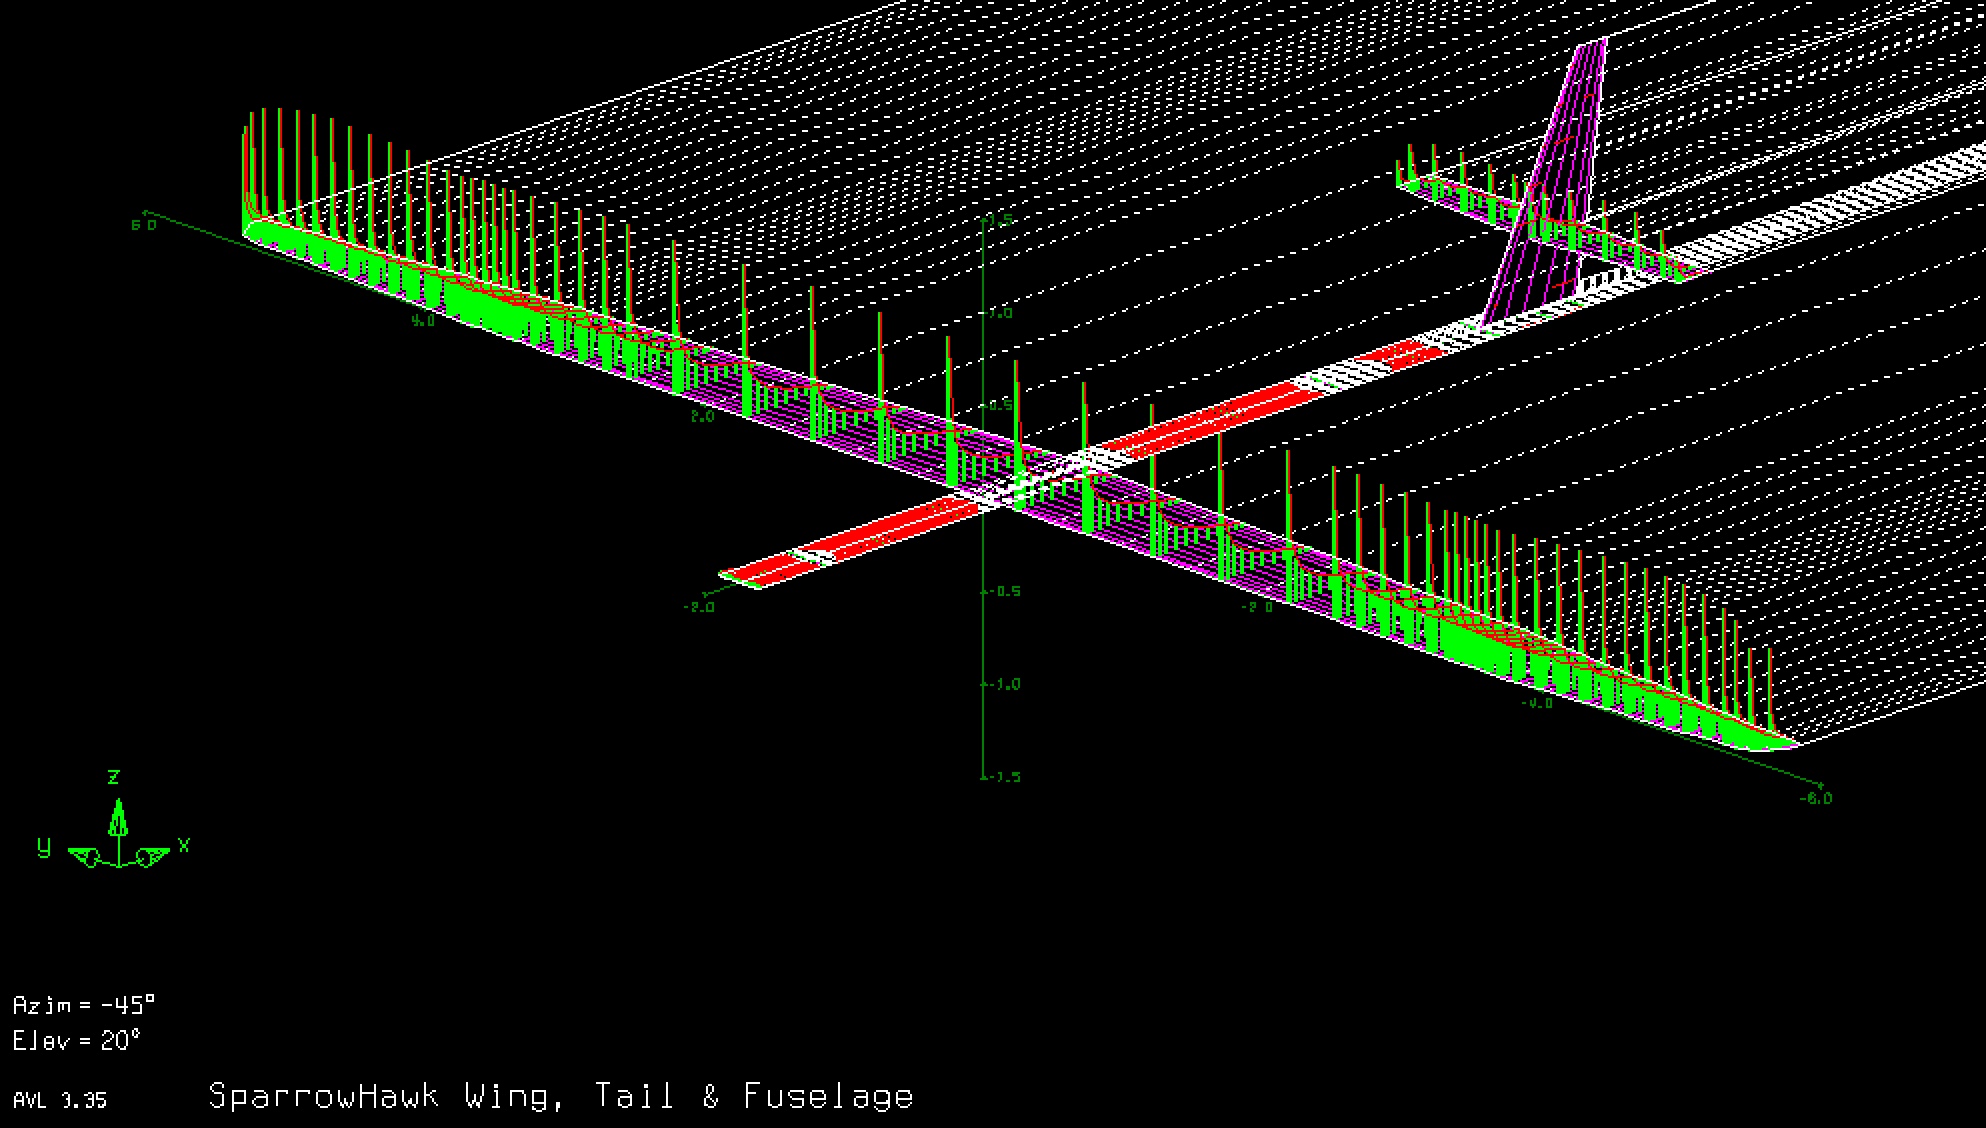 6.0
4.0
2.0
-2.0
-2.0
-4.0
-6.0
1.5
1.0
0.5
-0.5
-1.0
-1.5
z
y
x
Azim = -45°
Elev = 20°
AVL 3.35
SparrowHawk Wing, Tail & Fuselage